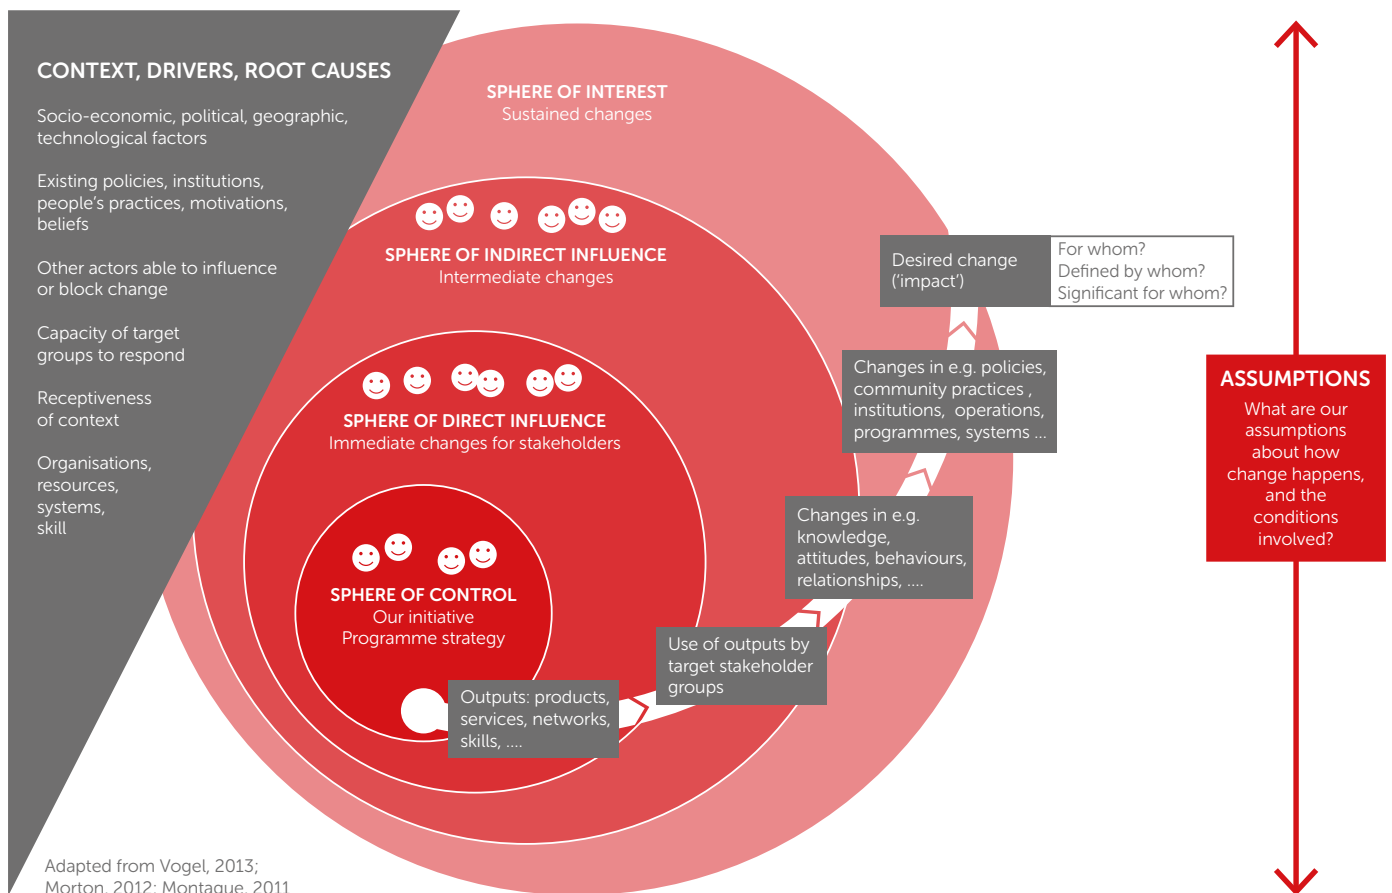 CONTEXT, DRIVERS, ROOT CAUSES
Socio-economic, political, geographic,
technological factors
Existing policies, institutions,
people's practices, motivations,
beliefs
Other actors able to influence
or block change
Capacity of target
groups to respond
Receptiveness
of context
Organisations,
resources,
systems,
skill
Adapted from Vogel, 2013;
Morton, 2012; Montague, 2011
SPHERE OF INTEREST
Sustained changes
SPHERE OF INDIRECT INFLUENCE
Intermediate changes
SPHERE OF DIRECT INFLUENCE
Immediate changes for stakeholders
SPHERE OF CONTROL
Our initiative
Programme strategy
Outputs: products,
services, networks,
skills, ....
Use of outputs by
target stakeholder
groups
Changes in e.g.
knowledge,
attitudes, behaviours,
relationships, ....
Changes in e.g. policies,
community practices ,
institutions,  operations,
programmes, systems ...
Desired change
('impact')
For whom?
Defined by whom?
Significant for whom?
ASSUMPTIONS
What are our
assumptions
about how
change happens,
and the
conditions
involved?